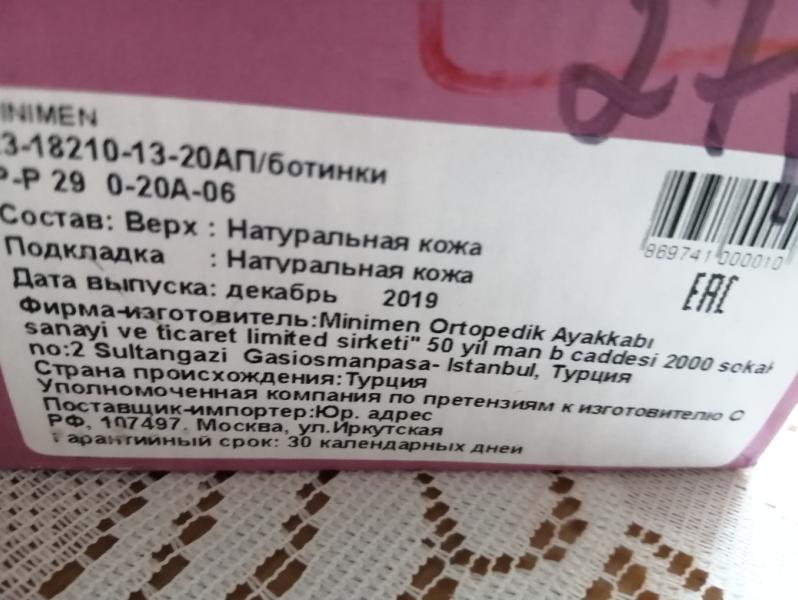 27
INIMEN
3-18210-13-20АП/ботинки
Р-Р 29 0-20А-06
Состав: Верх : Натуральная кожа
Подкладка : Натуральная кожа
Дата выпуска: декабрь 2019
Фирма-изготовитель:Minimen Ortopedik Ayakkabı
sanayi ve ticaret limited sirketi" 50 yil man b caddesi 2000 sokak
no:2 Sultangazi Gasiosmanpasa- Istanbul, Турция
Страна происхождения:Турция
Уполномоченная компания по претензиям к изготовителю О
Поставщик-импортер:Юр. адрес
РФ, 107497. Москва, ул.Иркутская
Гарантийный срок: 30 календарных дней
869741 000010
ЕАС